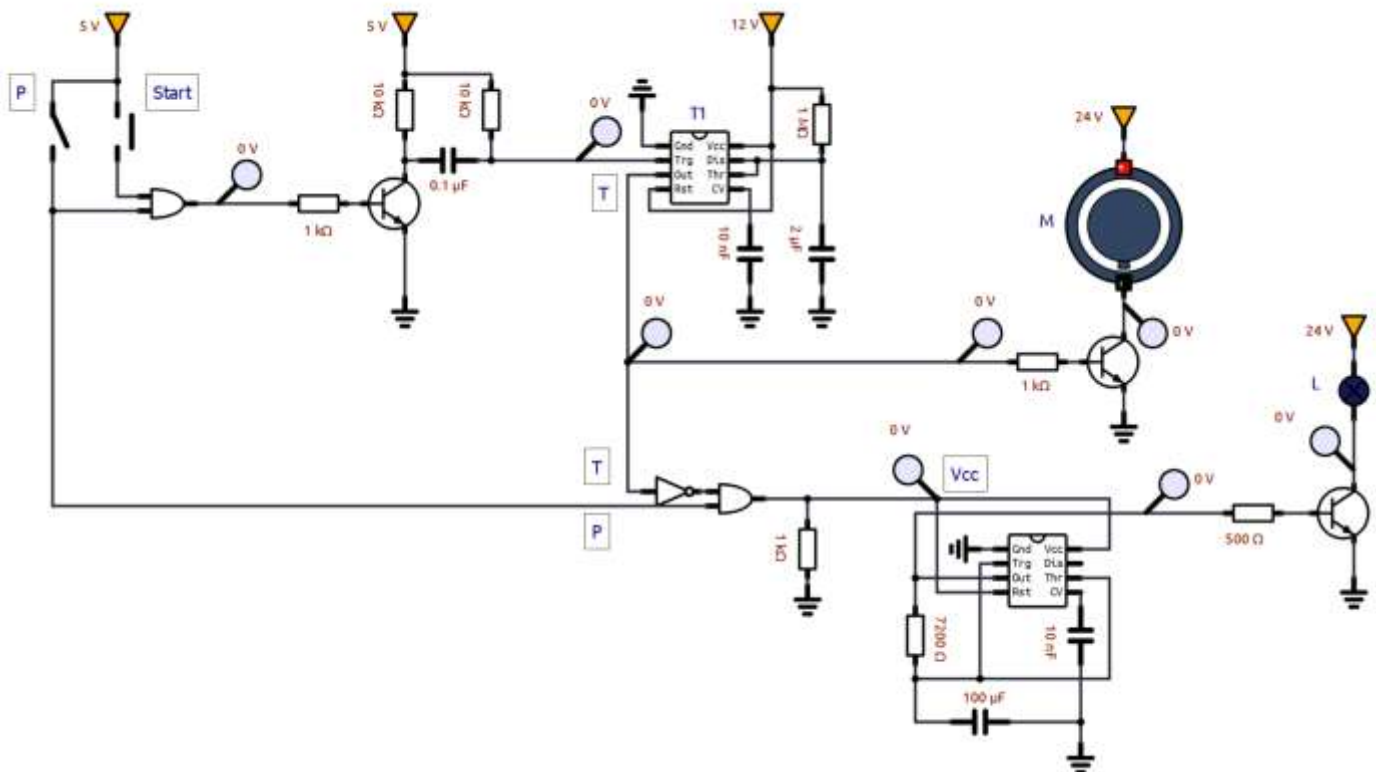 5 V
5 V
12 V
P
Start
10 kΩ
10 kΩ
0 V
T1
1 MΩ
24 V
Gnd Vcc
Trg Dis
Out Thr
Rst CV
0 V
0.1 µF
T
1 kΩ
10 nF
2 µF
M
0 V
0 V
0 V
24 V
1 kΩ
L
0 V
0 V
T
Vcc
0 V
P
1 kΩ
500 Ω
Gnd Vcc
Trg Dis
Out Thr
Rst CV
7200 Ω
10 nF
100 µF